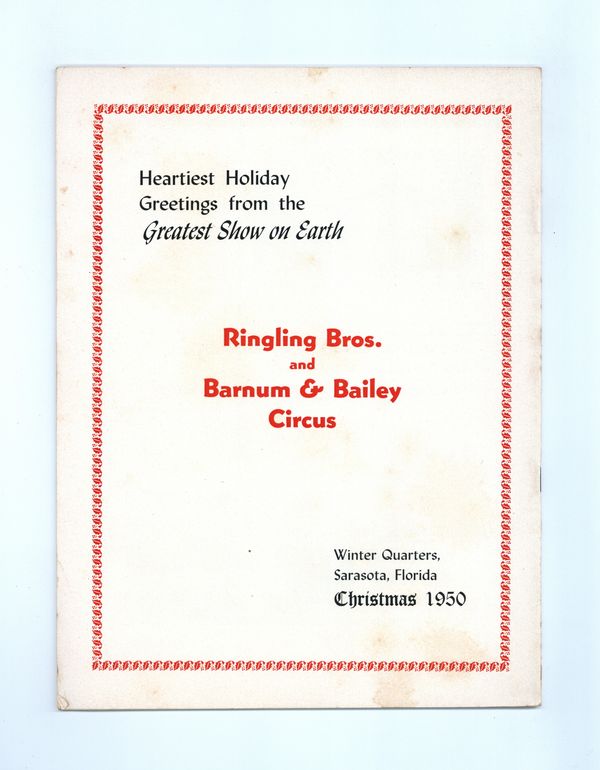 Heartiest Holiday
Greetings from the
Greatest Show on Earth
Ringling Bros.
and
Barnum & Bailey
Circus
Winter Quarters,
Sarasota, Florida
Christmas 1950